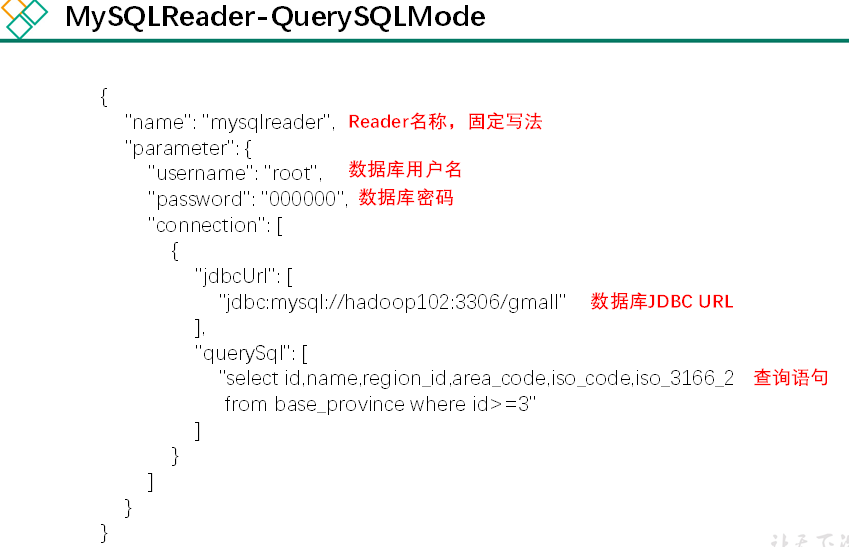 MySQLReader-QuerySQLMode
{
"name": "mysqlreader", Reader名称，固定写法
"parameter": {
"username": "root", 数据库用户名
"password": "000000", 数据库密码
"connection": [
{
"jdbcUrl": [
"jdbc:mysql://hadoop102:3306/gmall" 数据库JDBC URL
],
"querySql": [
"select id,name,region_id,area_code,iso_code,iso_3166_2 查询语句
from base_province where id>=3"
]
}
]
}
}